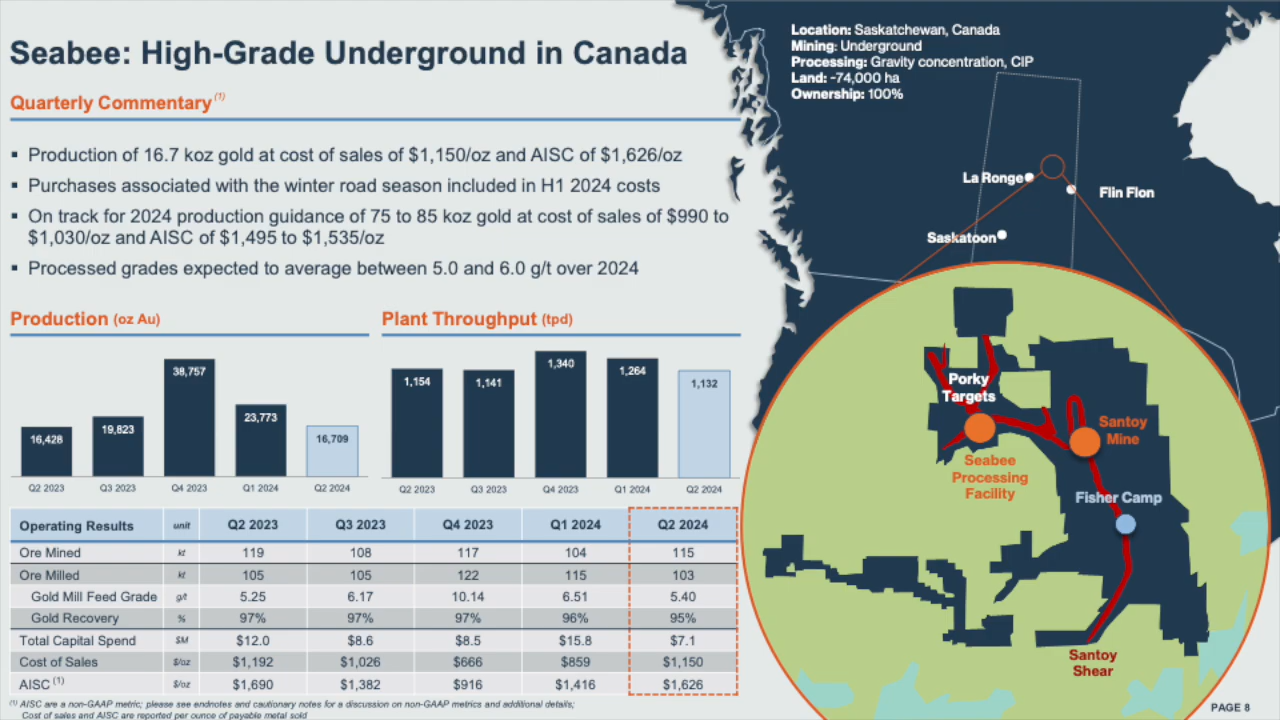 Seabee: High-Grade Underground in Canada
Quarterly Commentary (1)
▪ Production of 16.7 koz gold at cost of sales of $1,150/oz and AISC of $1,626/oz
▪ Purchases associated with the winter road season included in H1 2024 costs
▪ On track for 2024 production guidance of 75 to 85 koz gold at cost of sales of $990 to
$1,030/oz and AISC of $1,495 to $1,535/oz
▪ Processed grades expected to average between 5.0 and 6.0 g/t over 2024
Production (oz Au)
16,428 19,823 38,757 23,773 16,709
Q2 2023 Q3 2023 Q4 2023 Q1 2024 Q2 2024
Plant Throughput (tpd)
1,154 1,141 1,340 1,264 1,132
Q2 2023 Q3 2023 Q4 2023 Q1 2024 Q2 2024
Operating Results unit Q2 2023 Q3 2023 Q4 2023 Q1 2024 Q2 2024
Ore Mined kt 119 108 117 104 115
Ore Milled kt 105 105 122 115 103
Gold Mill Feed Grade g/t 5.25 6.17 10.14 6.51 5.40
Gold Recovery % 97% 97% 97% 96% 95%
Total Capital Spend $M $12.0 $8.6 $8.5 $15.8 $7.1
Cost of Sales $/oz $1,192 $1,026 $666 $859 $1,150
AISC (1) $/oz $1,690 $1,382 $916 $1,416 $1,626
(1) AISC are a non-GAAP metric; please see endnotes and cautionary notes for a discussion on non-GAAP metrics and additional details;
Cost of sales and AISC are reported per ounce of payable metal sold
Location: Saskatchewan, Canada
Mining: Underground
Processing: Gravity concentration, CIP
Land: ~74,000 ha
Ownership: 100%
La Ronge
Flin Flon
Saskatoon
Porky
Targets
Santoy
Mine
Seabee
Processing
Facility
Fisher Camp
Santoy
Shear
PAGE 8